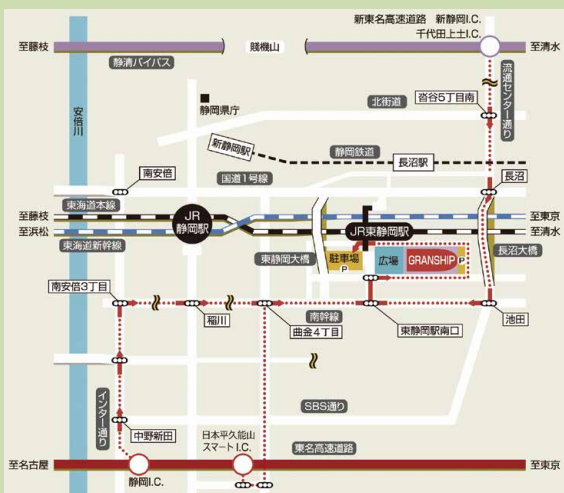 新東名高速道路 新静岡I.C.
千代田上土I.C.
至藤枝
賤機山
至清水
静清バイパス
流通センター通り
安倍川
静岡県庁
北街道
沓谷5丁目南
新静岡駅
静岡鉄道
長沼駅
南安倍
国道1号線
長沼
東海道本線
至藤枝
JR
静岡駅
JR東静岡駅
至東京
至浜松
至清水
東海道新幹線
東静岡大橋
駐車場
P
広場
GRANSHIP
P
長沼大橋
南安倍3丁目
南幹線
稲川
曲金4丁目
東静岡駅南口
池田
インター通り
SBS通り
中野新田
日本平久能山
スマートI.C.
東名高速道路
至名古屋
至東京
静岡I.C.